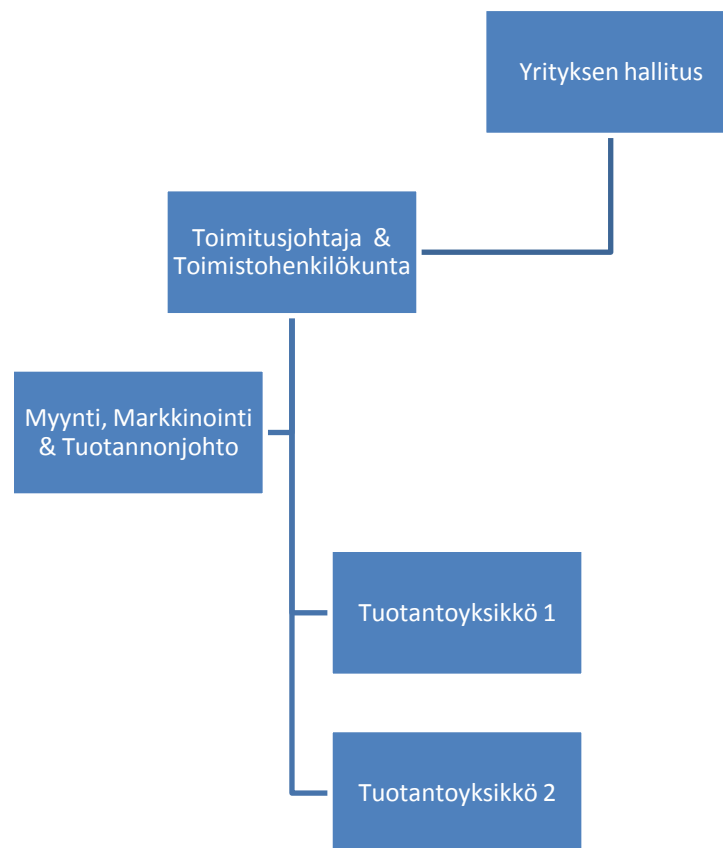 Yrityksen hallitus
Toimitusjohtaja &
Toimistohenkilökunta
Myynti, Markkinointi
& Tuotannonjohto
Tuotantoyksikkö 1
Tuotantoyksikkö 2